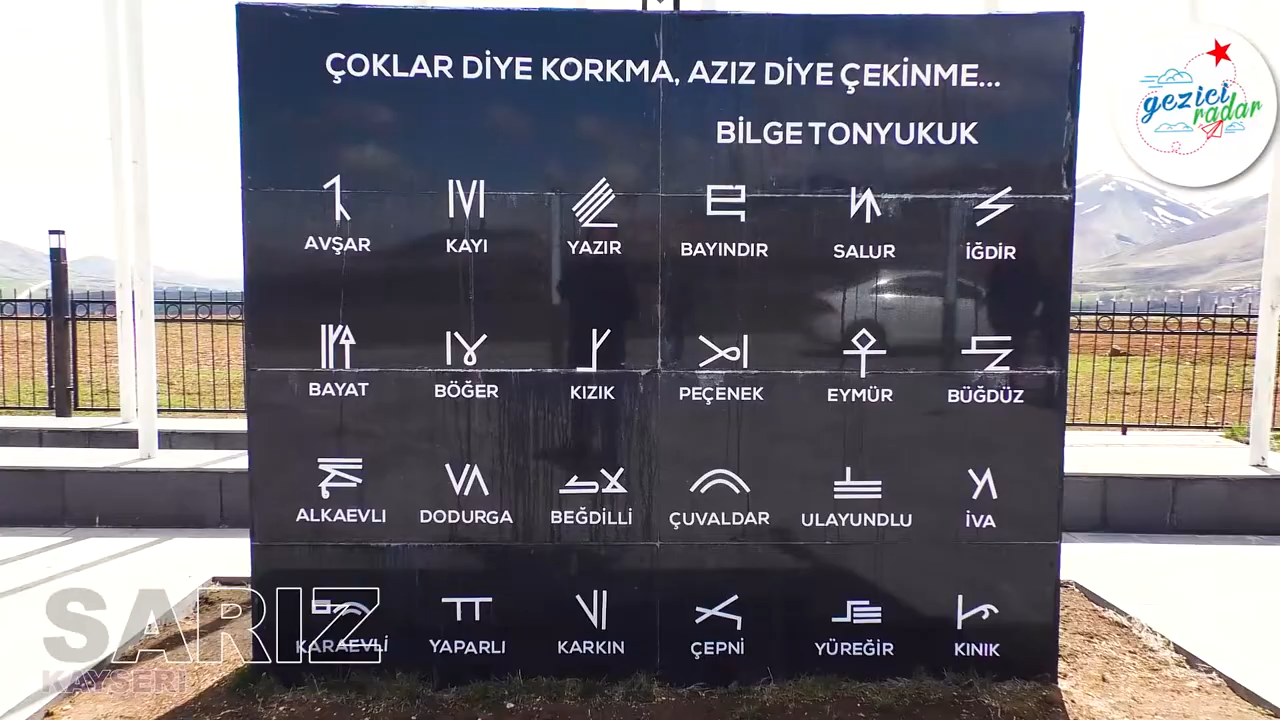 ÇOKLAR DİYE KORKMA, AZIZ DİYE ÇEKİNME...
BİLGE TONYUKUK
gezici
radar
AVŞAR KAYI YAZIR BAYINDIR SALUR İĞDİR
BAYAT BÖĞER KIZIK PEÇENEK EYMÜR BÜĞDÜZ
ALKAEVLI DODURGA BEĞDİLLİ ÇUVALDAR ULAYUNDLU İVA
KARAEVLİ YAPARLI KARKIN ÇEPNİ YÜREĞİR KINIK
SARIZ
KAYSERİ